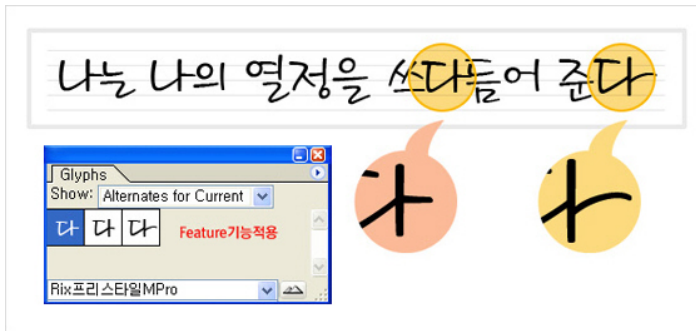 나는 나의 열정을 쓰다듬어 준다
Glyphs
Show: Alternates for Current
다 다 다 Feature기능적용
Rix프리스타일MPro